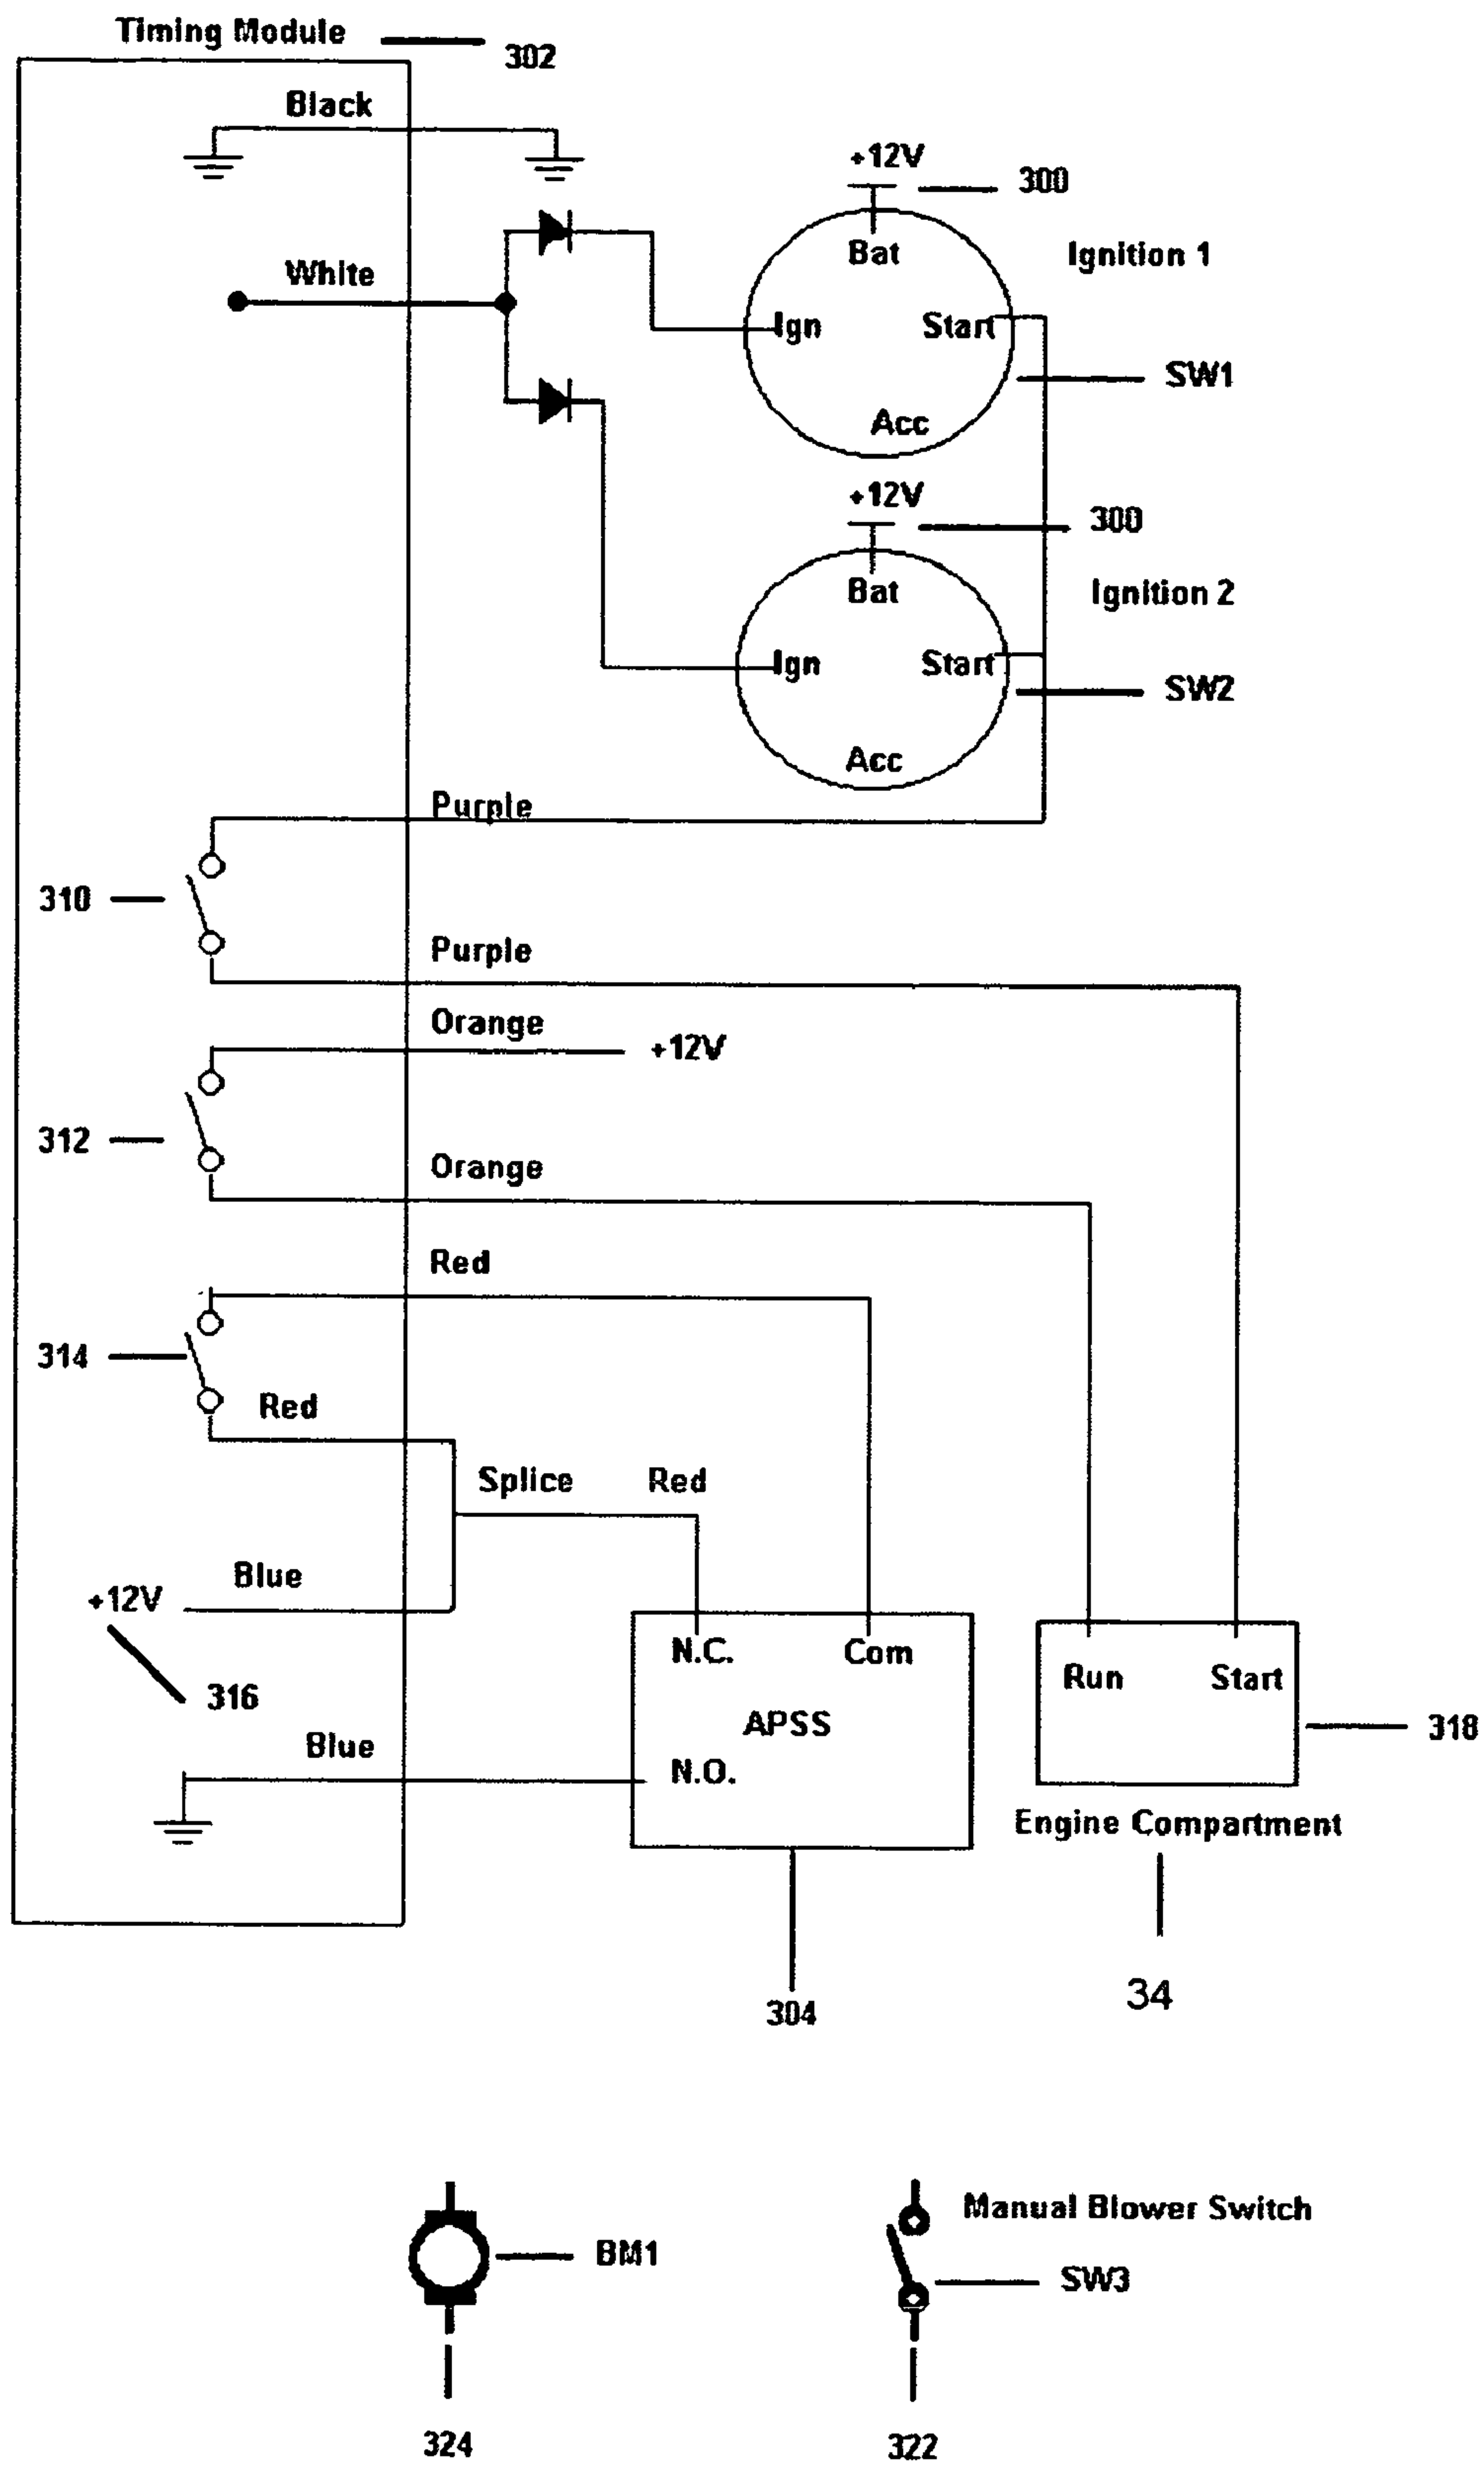 Timing Module
302
Black
+12V
300
Bat
Ignition 1
White
Ign
Start
SW1
Acc
+12V
300
Bat
Ignition 2
Ign
Start
SW2
Acc
Purple
310
Purple
Orange
+12V
312
Orange
Red
314
Red
Splice
Red
Blue
+12V
N.C.
Com
Run
Start
316
APSS
318
Blue
N.O.
Engine Compartment
34
304
Manual Blower Switch
BM1
SW3
324
322